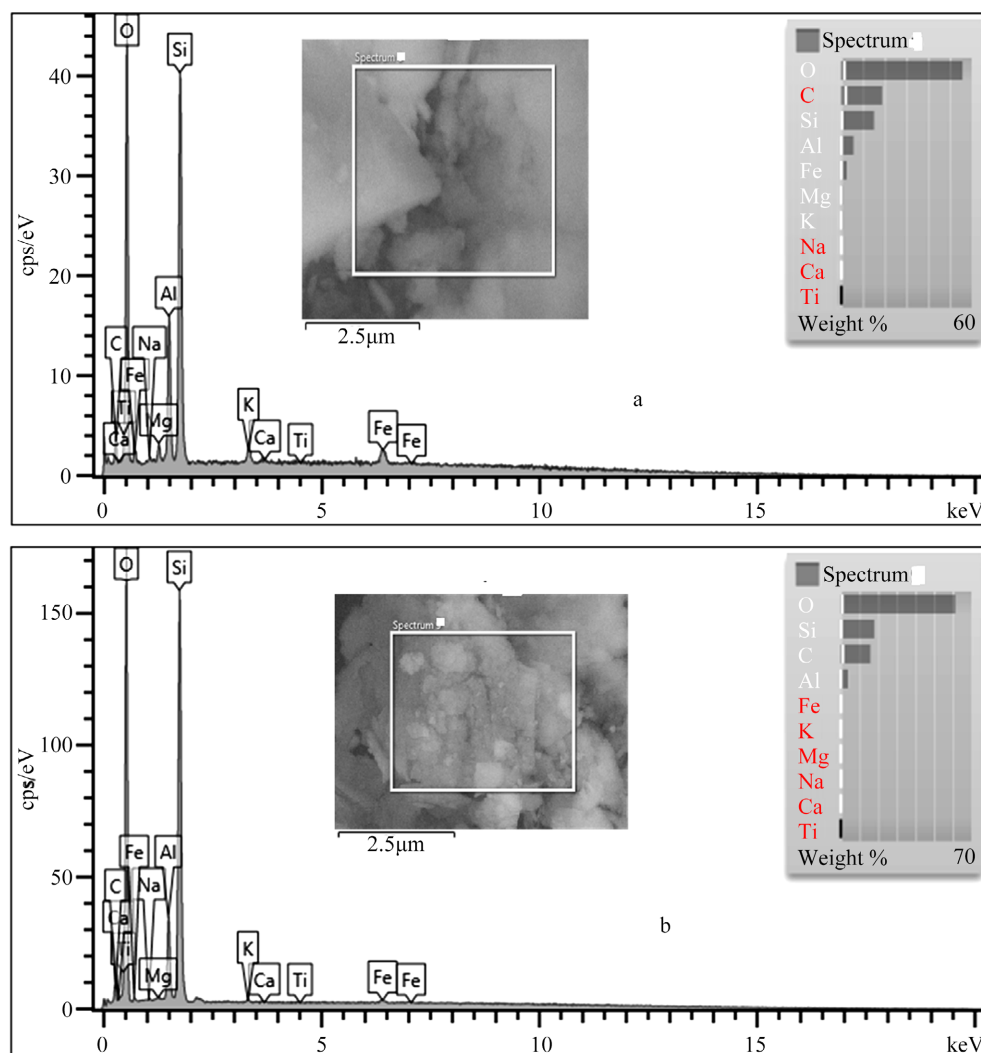 O
Si
40
30
20
10
0
cps/eV
Al
C
Na
Fe
Ti
Mg
Ca
K
Ca
Ti
Fe
Fe
0
5
10
15
keV
Spectrum
2.5μm
a
Spectrum
O
C
Si
Al
Fe
Mg
K
Na
Ca
Ti
Weight % 60
O
Si
150
100
50
0
cps/eV
Fe
Al
C
Na
Ca
Ti
Mg
K
Ca
Ti
Fe
Fe
0
5
10
15
keV
Spectrum
2.5μm
b
Spectrum
O
Si
C
Al
Fe
K
Mg
Na
Ca
Ti
Weight % 70